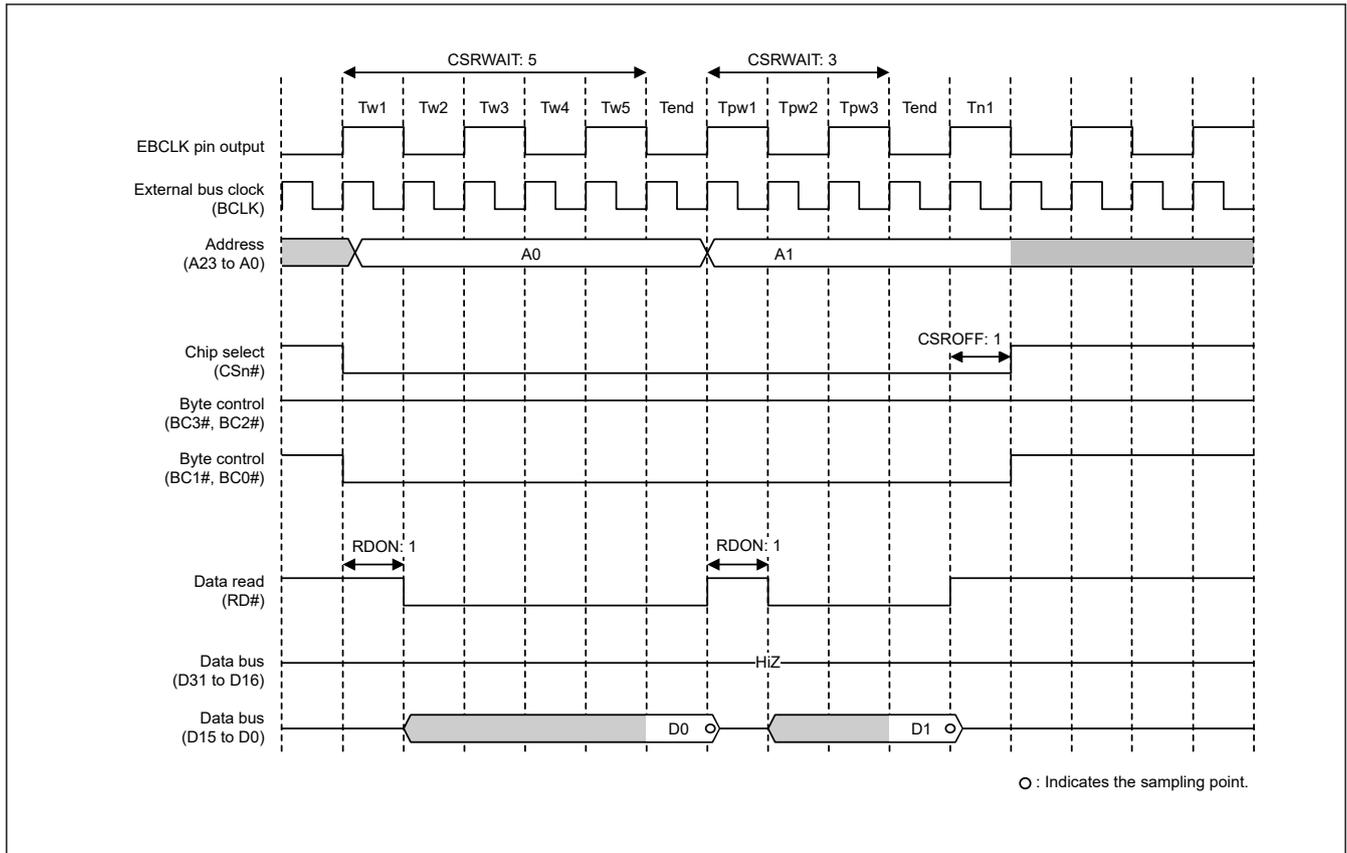 CSRWAIT: 5
CSRWAIT: 3
Tw1 Tw2 Tw3 Tw4 Tw5 Tend Tpw1 Tpw2 Tpw3 Tend Tn1
EBCLK pin output
External bus clock
(BCLK)
Address
(A23 to A0)
A0
A1
CSROFF: 1
Chip select
(CSn#)
Byte control
(BC3#, BC2#)
Byte control
(BC1#, BC0#)
RDON: 1
RDON: 1
Data read
(RD#)
Data bus
(D31 to D16)
HiZ
Data bus
(D15 to D0)
D0
D1
: Indicates the sampling point.